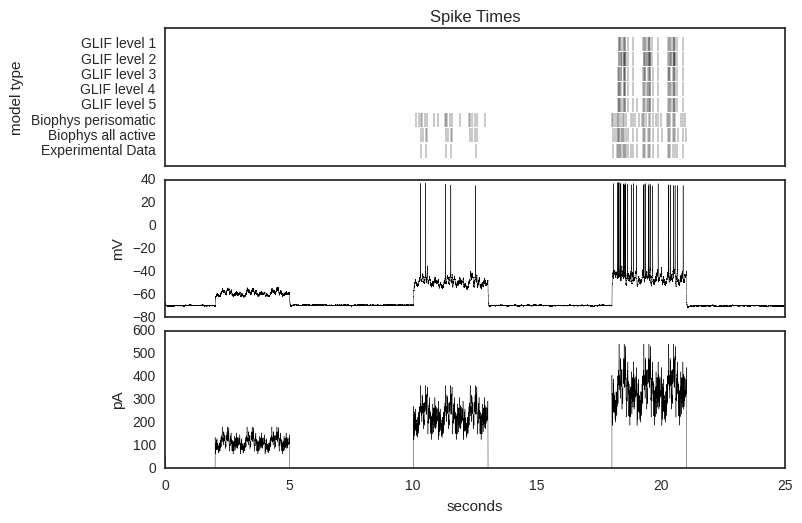 Spike Times
model type
GLIF level 1
GLIF level 2
GLIF level 3
GLIF level 4
GLIF level 5
Biophys perisomatic
Biophys all active
Experimental Data
mV
40
20
0
−20
−40
−60
−80
pA
600
500
400
300
200
100
0
0 5 10 15 20 25
seconds